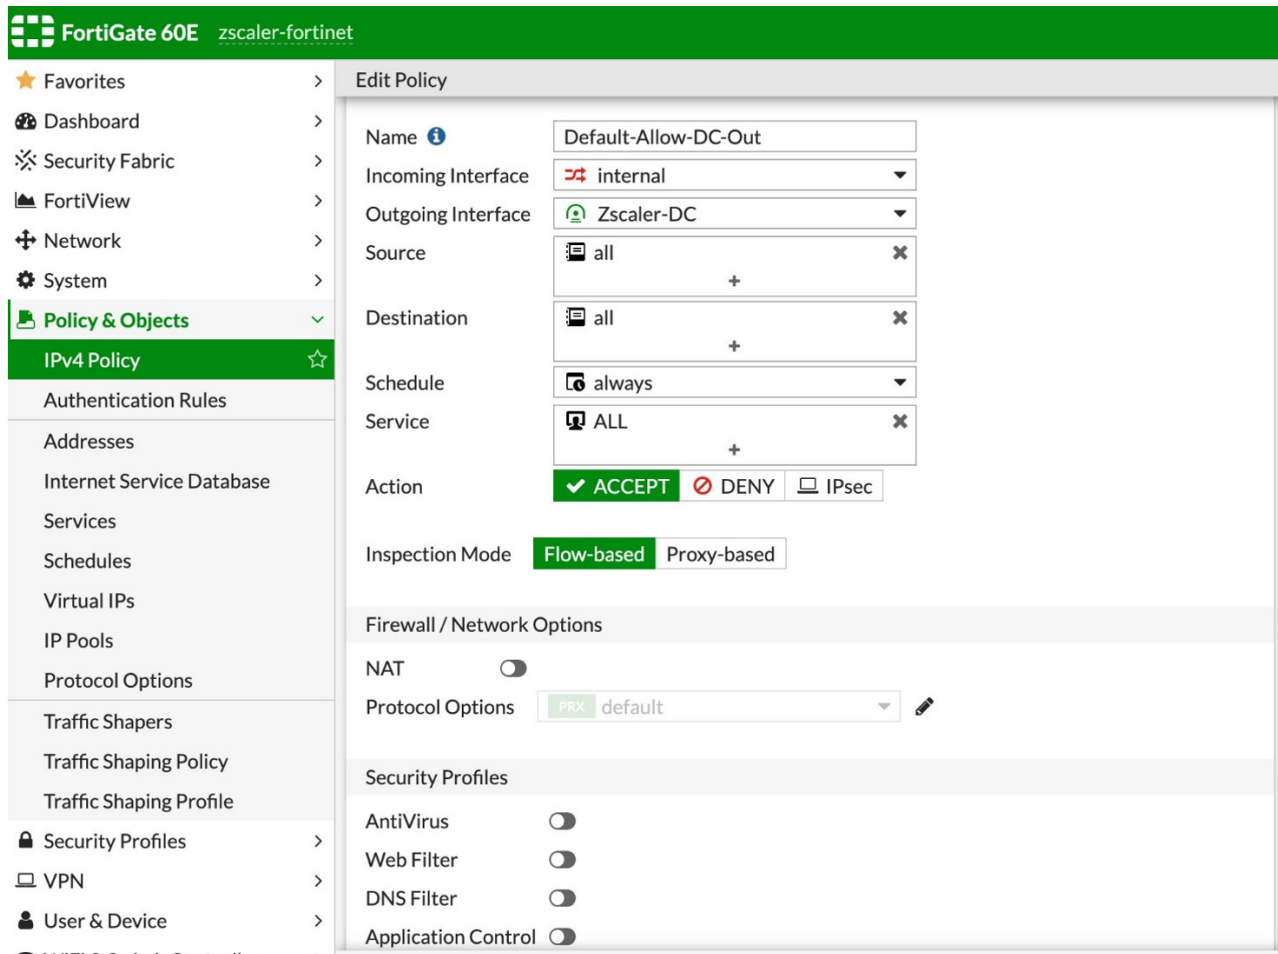 FortiGate 60E zscaler-fortinet
Favorites
Dashboard
Security Fabric
FortiView
Network
System
Policy & Objects
IPv4 Policy
Authentication Rules
Addresses
Internet Service Database
Services
Schedules
Virtual IPs
IP Pools
Protocol Options
Traffic Shapers
Traffic Shaping Policy
Traffic Shaping Profile
Security Profiles
VPN
User & Device
Edit Policy
Name Default-Allow-DC-Out
Incoming Interface internal
Outgoing Interface Zscaler-DC
Source all
+
Destination all
+
Schedule always
Service ALL
+
Action ACCEPT DENY IPsec
Inspection Mode Flow-based Proxy-based
Firewall / Network Options
NAT
Protocol Options PRX default
Security Profiles
AntiVirus
Web Filter
DNS Filter
Application Control